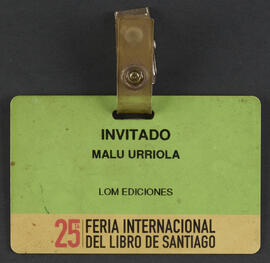 INVITADO
MALU URRIOLA
LOM EDICIONES
25 FERIA INTERNACIONAL
DEL LIBRO DE SANTIAGO